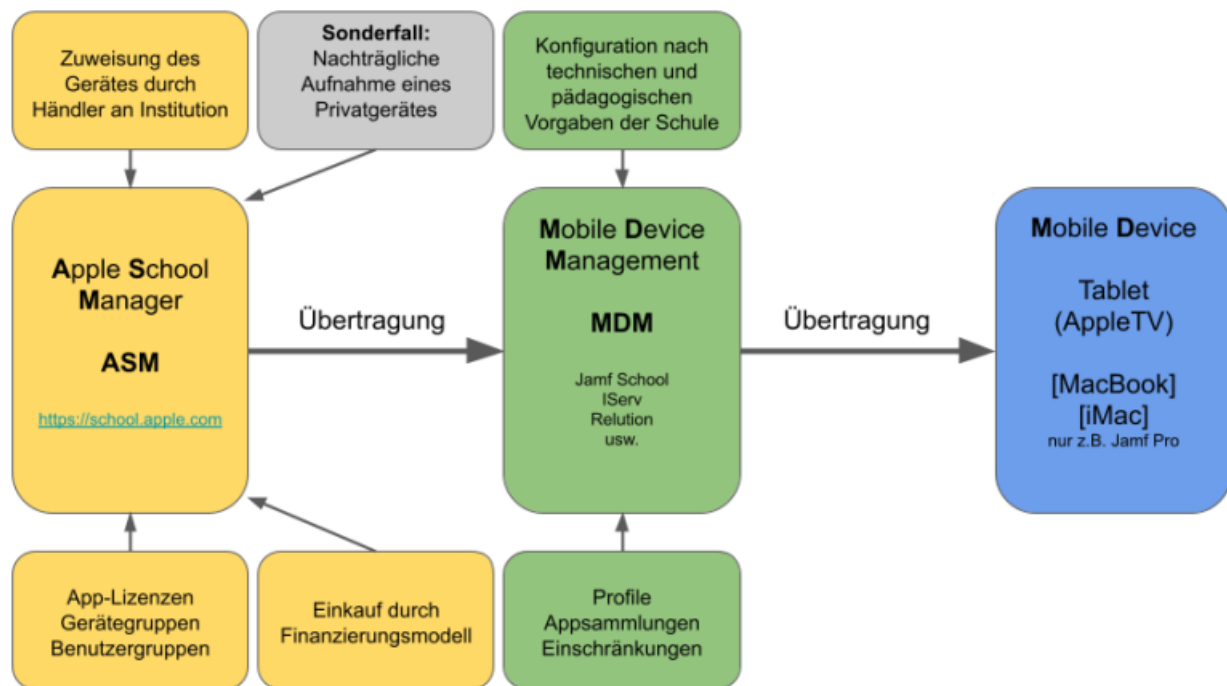 Zuweisung des
Gerätes durch
Händler an Institution
Sonderfall:
Nachträgliche
Aufnahme eines
Privatgerätes
Konfiguration nach
technischen und
pädagogischen
Vorgaben der Schule
Apple School
Manager
ASM
https://school.apple.com
Übertragung
Mobile Device
Management
MDM
Jamf School
IServ
Relution
usw.
Übertragung
Mobile Device
Tablet
(AppleTV)
[MacBook]
[iMac]
nur z.B. Jamf Pro
App-Lizenzen
Gerätegruppen
Benutzergruppen
Einkauf durch
Finanzierungsmodell
Profile
Appsammlungen
Einschränkungen